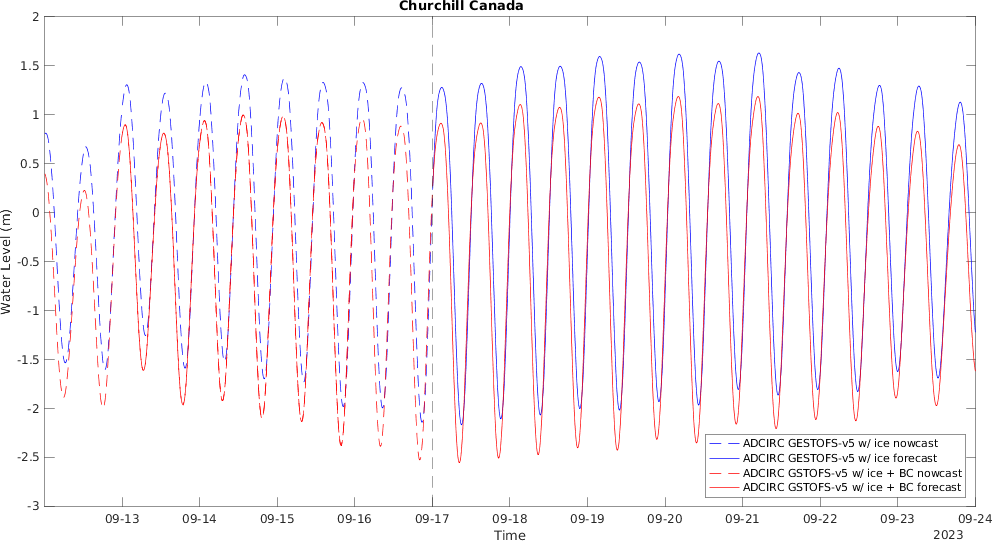 Churchill Canada
Water Level (m)
2
1.5
1
0.5
0
-0.5
-1
-1.5
-2
-2.5
-3
09-13 09-14 09-15 09-16 09-17 09-18 09-19 09-20 09-21 09-22 09-23 09-24
Time
2023
ADCIRC GESTOFS-v5 w/ ice nowcast
ADCIRC GESTOFS-v5 w/ ice forecast
ADCIRC GSTOFS-v5 w/ ice + BC nowcast
ADCIRC GSTOFS-v5 w/ ice + BC forecast